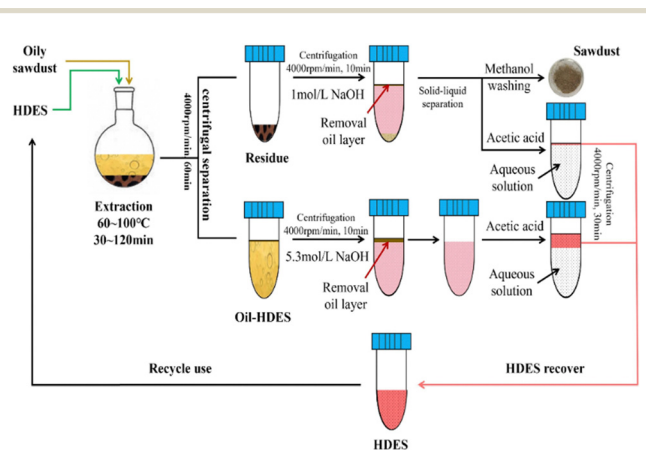 Oily
sawdust
HDES
Extraction
60~100℃
30~120min
centrifugal separation
4000rpm/min, 60min
Residue
Centrifugation
4000rpm/min, 10min
1mol/L NaOH
Removal
oil layer
Solid-liquid
separation
Methanol
washing
Sawdust
Acetic acid
Aqueous
solution
Centrifugation
4000rpm/min, 30min
Oil-HDES
Centrifugation
4000rpm/min, 10min
5.3mol/L NaOH
Removal
oil layer
Acetic acid
Aqueous
solution
Recycle use
HDES recover
HDES